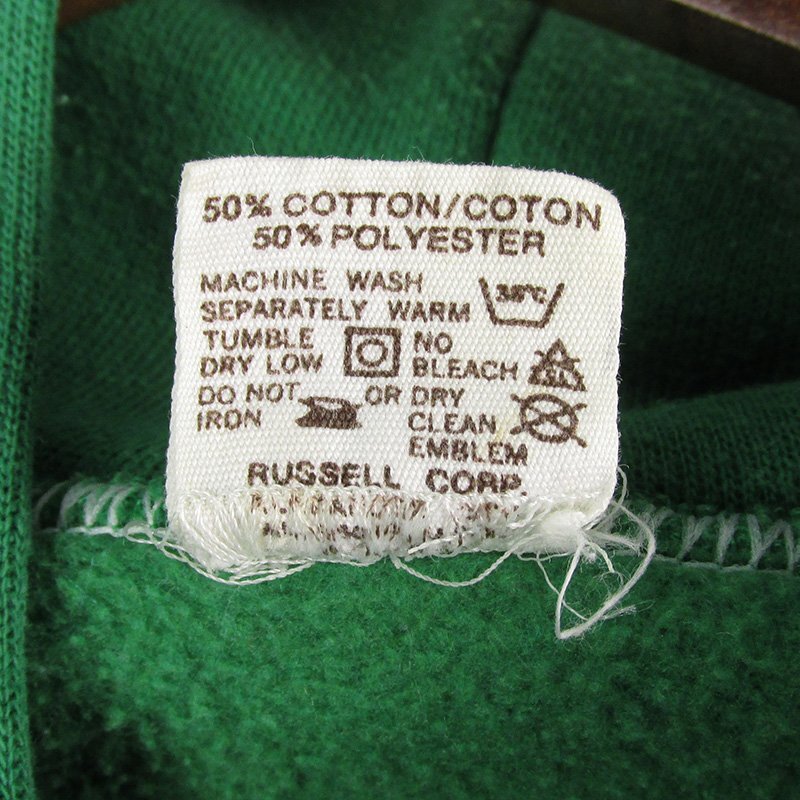 50% COTTON/COTON
50% POLYESTER
MACHINE WASH
SEPARATELY WARM
38°C
TUMBLE
DRY LOW
NO
BLEACH
DO NOT
IRON
OR DRY
CLEAN
EMBLEM
RUSSELL CORP.